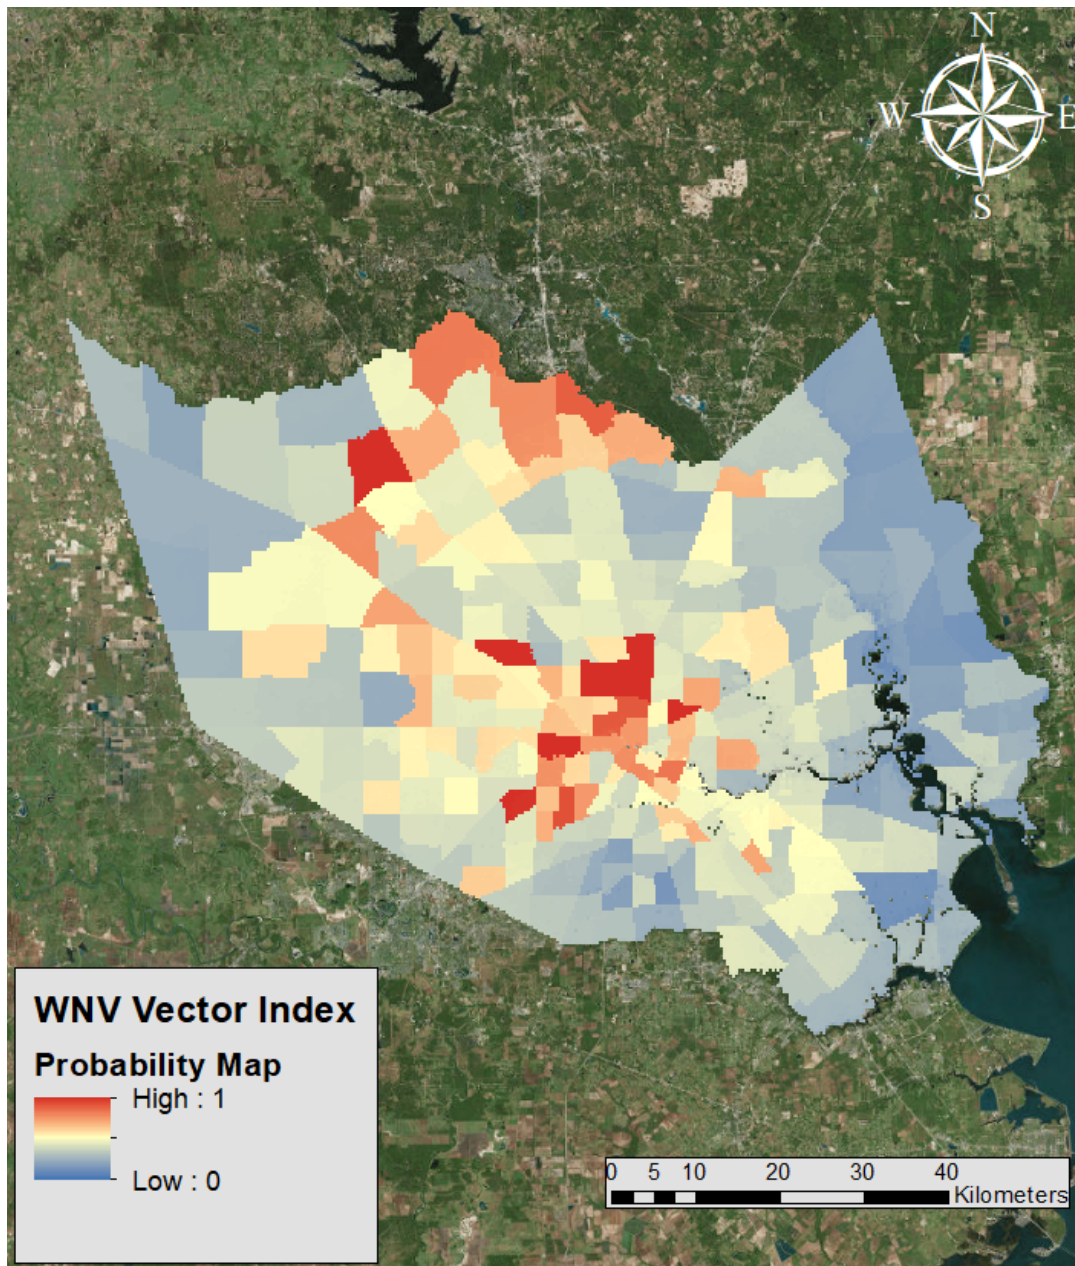 N
W E
S
WNV Vector Index
Probability Map
High : 1
Low : 0
0 5 10 20 30 40
Kilometers